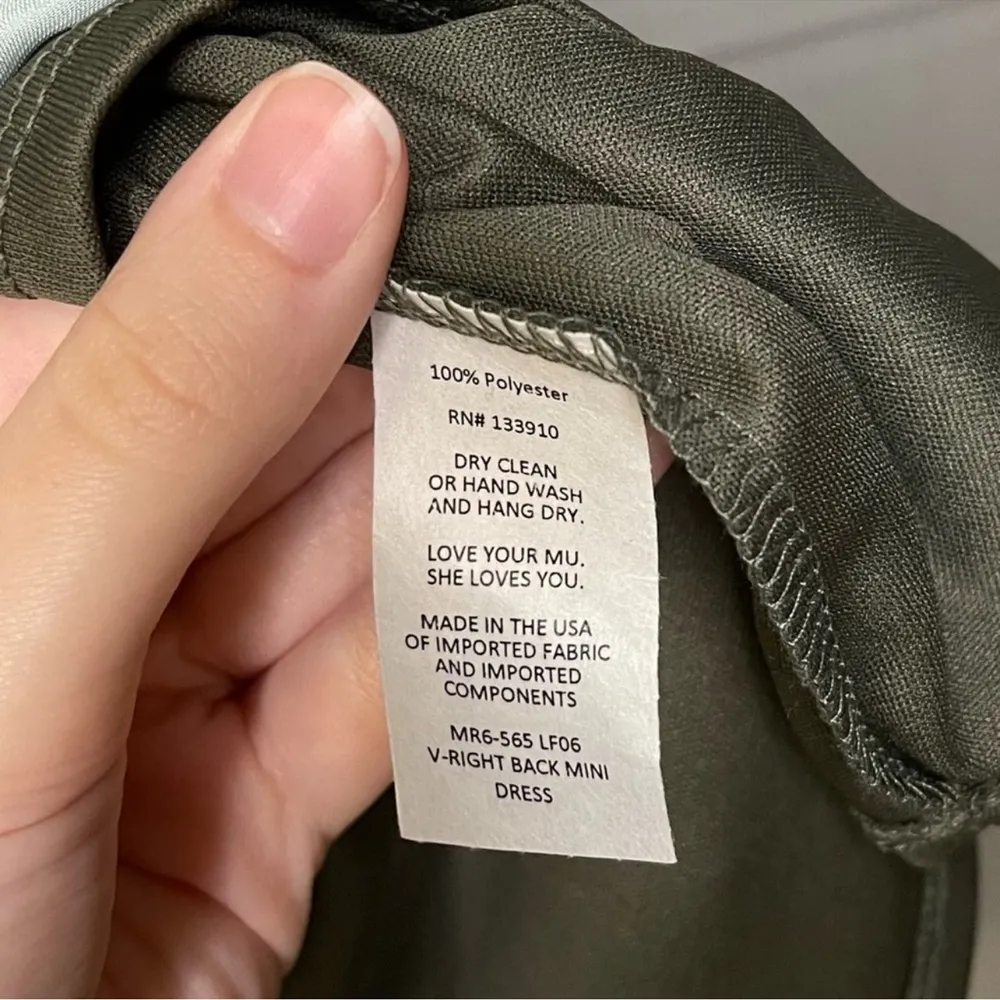 100% Polyester
RN# 133910
DRY CLEAN
OR HAND WASH
AND HANG DRY.
LOVE YOUR MU.
SHE LOVES YOU.
MADE IN THE USA
OF IMPORTED FABRIC
AND IMPORTED
COMPONENTS
MR6-565 LF06
V-RIGHT BACK MINI
DRESS